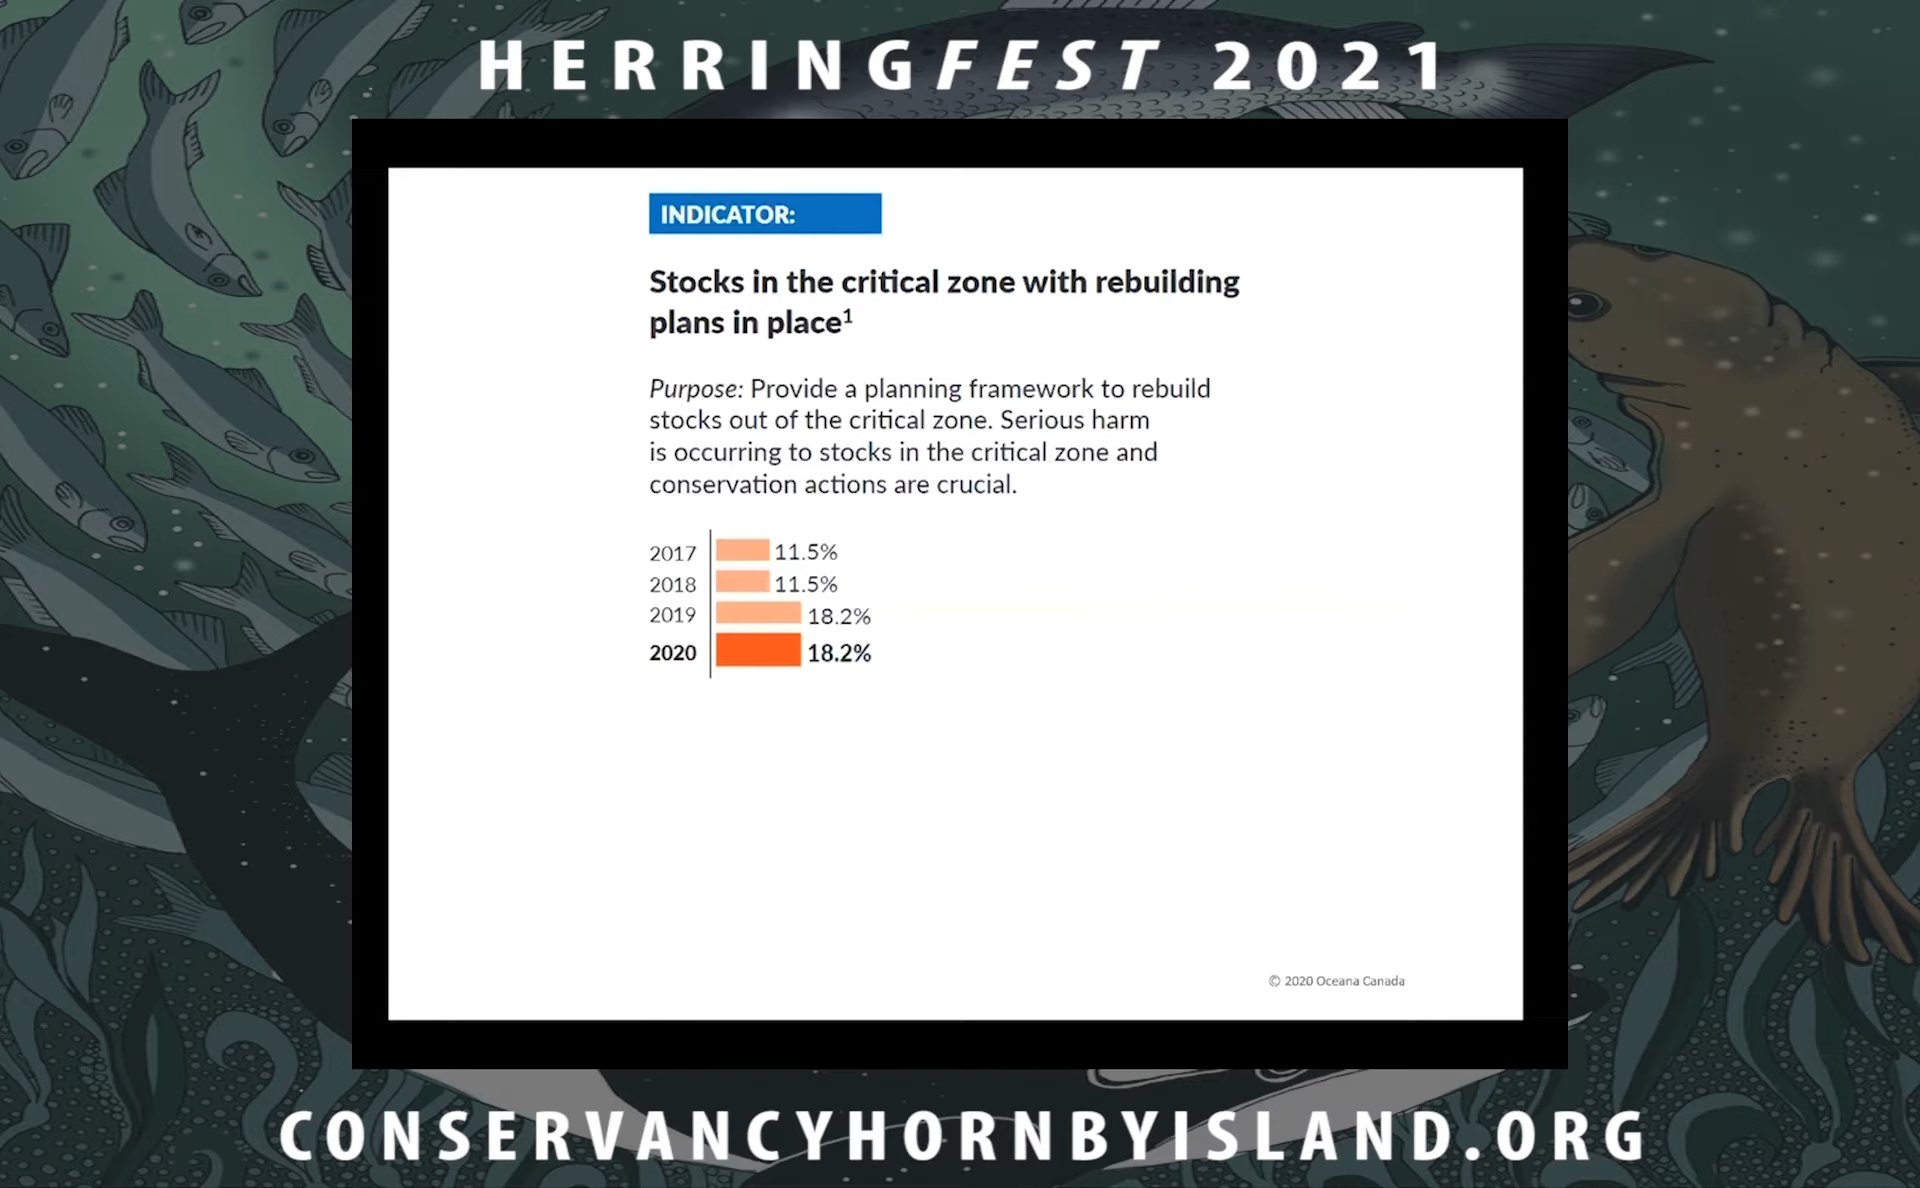 HERRINGFEST 2021
INDICATOR:
Stocks in the critical zone with rebuilding
plans in place¹
Purpose: Provide a planning framework to rebuild
stocks out of the critical zone. Serious harm
is occurring to stocks in the critical zone and
conservation actions are crucial.
2017 11.5%
2018 11.5%
2019 18.2%
2020 18.2%
© 2020 Oceana Canada
CONSERVANCYHORNBYISLAND.ORG